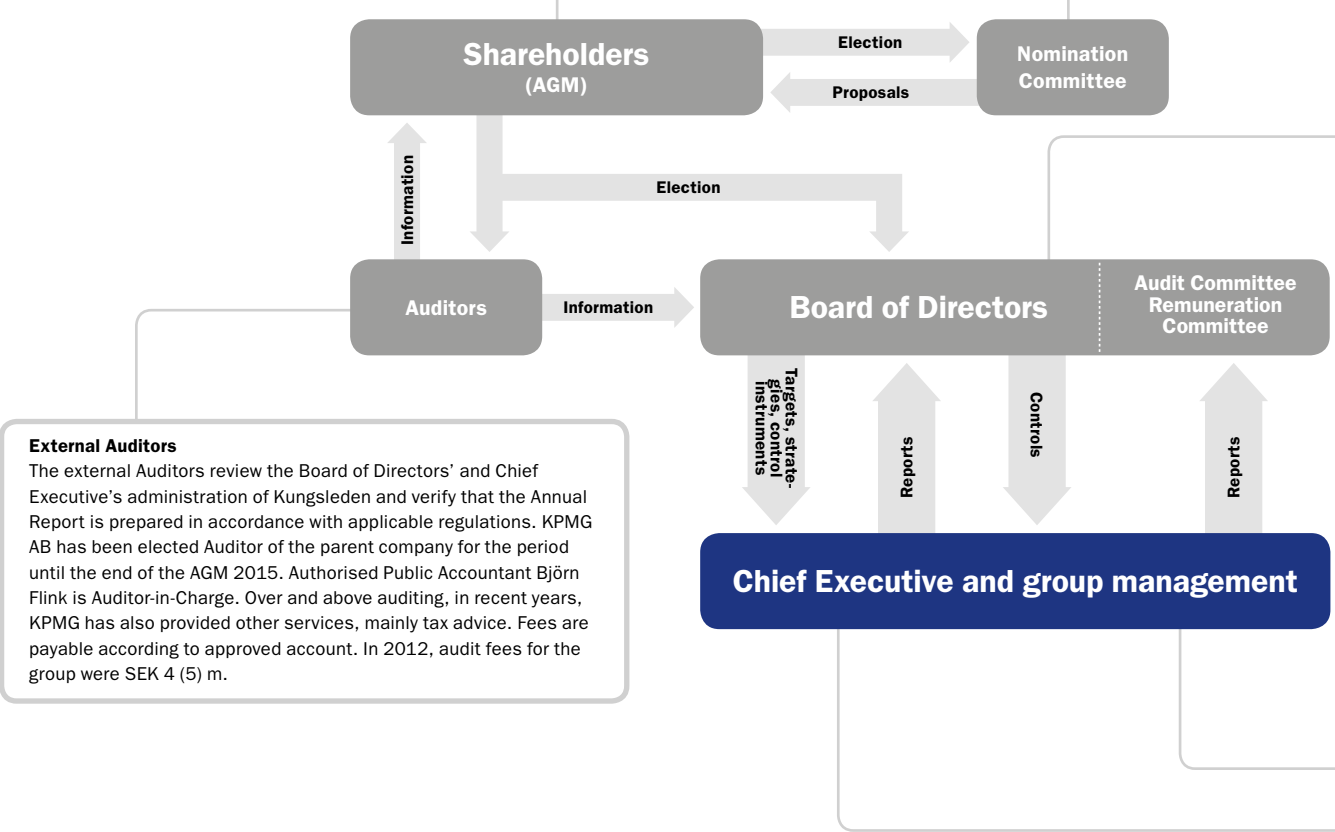 Shareholders
(AGM)
Election
Proposals
Nomination
Committee
Information
Election
Auditors
Information
Board of Directors
Audit Committee
Remuneration
Committee
Targets, strate-
gies, control
instruments
Reports
Controls
Reports
Chief Executive and group management
External Auditors
The external Auditors review the Board of Directors’ and Chief
Executive’s administration of Kungsleden and verify that the Annual
Report is prepared in accordance with applicable regulations. KPMG
AB has been elected Auditor of the parent company for the period
until the end of the AGM 2015. Authorised Public Accountant Björn
Flink is Auditor-in-Charge. Over and above auditing, in recent years,
KPMG has also provided other services, mainly tax advice. Fees are
payable according to approved account. In 2012, audit fees for the
group were SEK 4 (5) m.